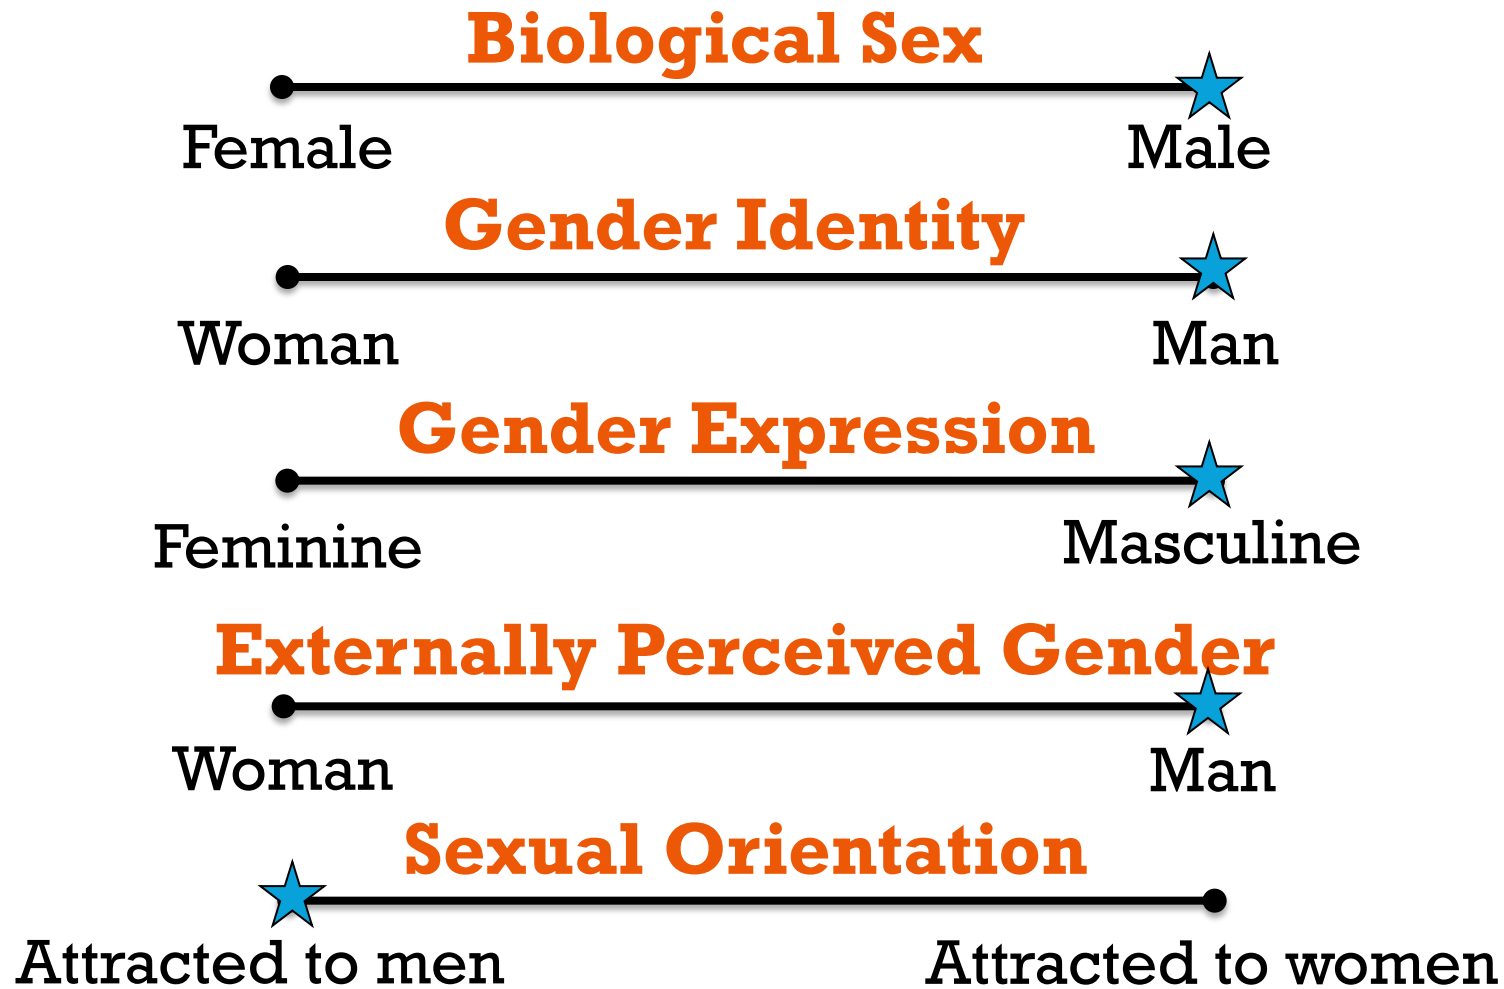 Biological Sex
Female Male
Gender Identity
Woman Man
Gender Expression
Feminine Masculine
Externally Perceived Gender
Woman Man
Sexual Orientation
Attracted to men Attracted to women